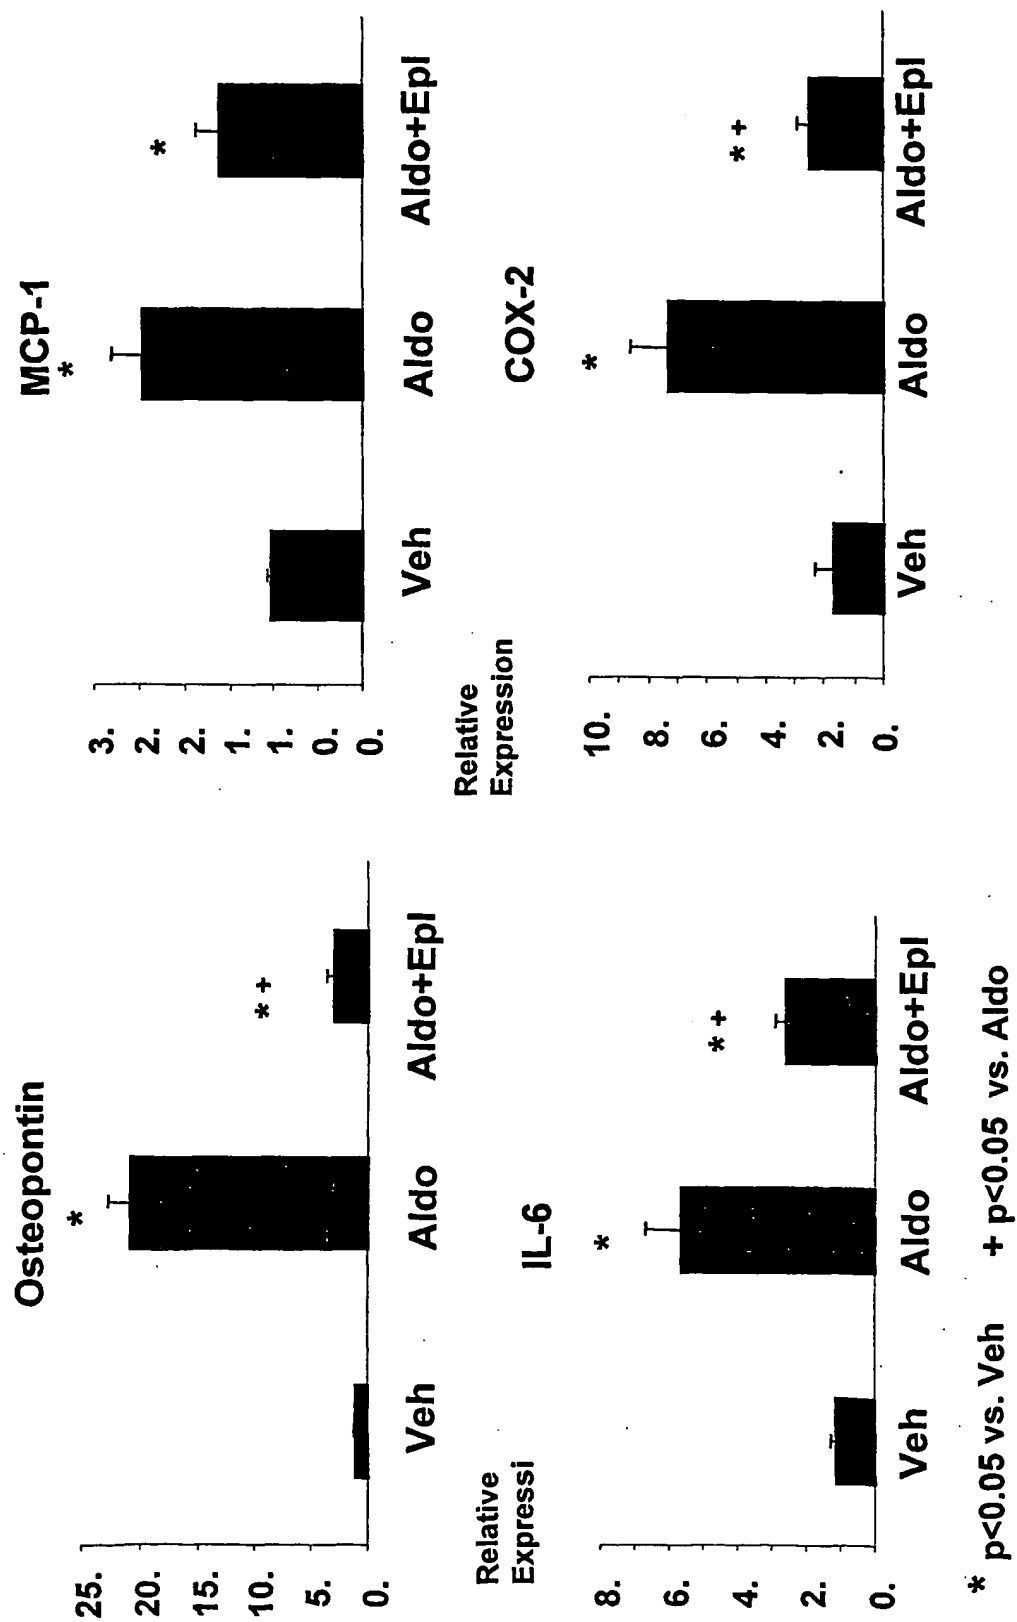 Osteopontin
*
* +
25.
20.
15.
10.
5.
0.
Veh
Aldo
Aldo+Epl
MCP-1
*
*
3.
2.
2.
1.
1.
0.
0.
Veh
Aldo
Aldo+Epl
Relative
Expressi
IL-6
*
* +
8.
6.
4.
2.
0.
Veh
Aldo
Aldo+Epl
Relative
Expression
COX-2
*
* +
10.
8.
6.
4.
2.
0.
Veh
Aldo
Aldo+Epl
* p<0.05 vs. Veh + p<0.05 vs. Aldo